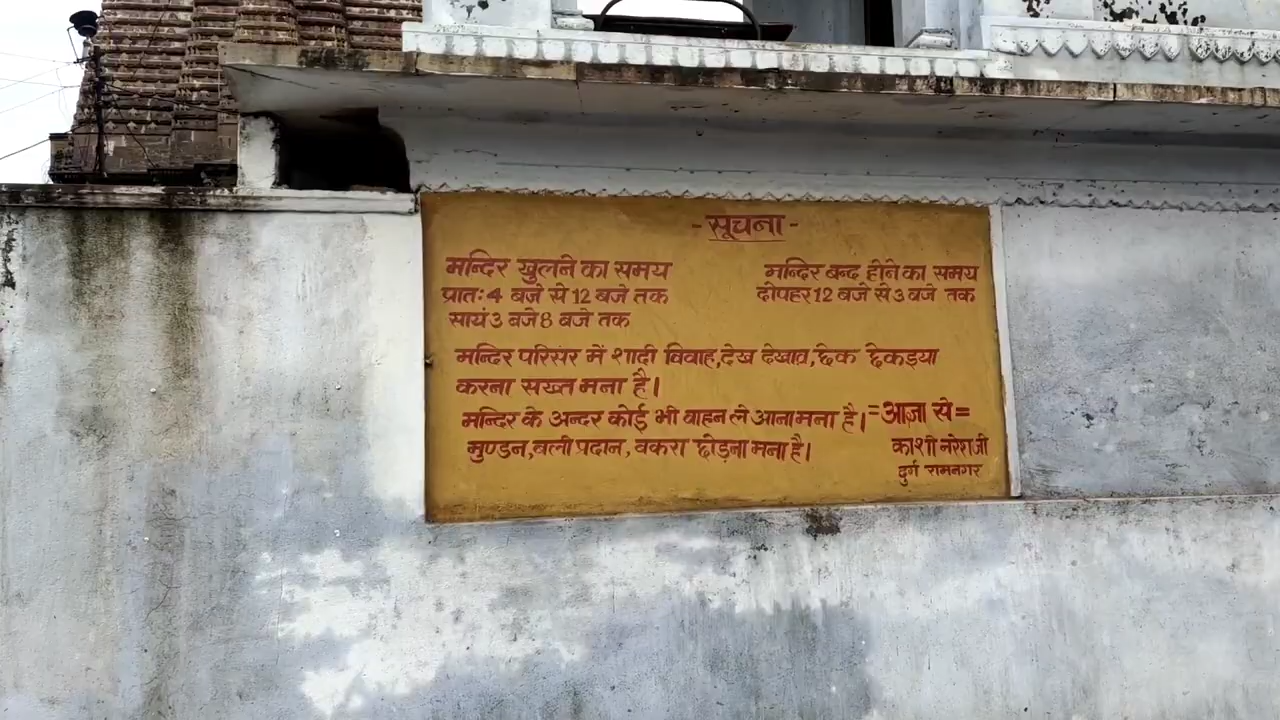 -सूचना-
मन्दिर खुलने का समय
प्रातः 4 बजे से 12 बजे तक
सायं 3 बजे 8 बजे तक
मन्दिर बन्द होने का समय
दोपहर 12 बजे से 3 बजे तक
मन्दिर परिसर में शादी विवाह, देख देखाव, छेक छेकइया
करना सख्त मना है।
मन्दिर के अन्दर कोई भी वाहन ले आना मना है।
मुण्डन, बली प्रदान, बकरा छोड़ना मना है।
=आज्ञा से=
काशी नरेश जी
दुर्ग रामनगर